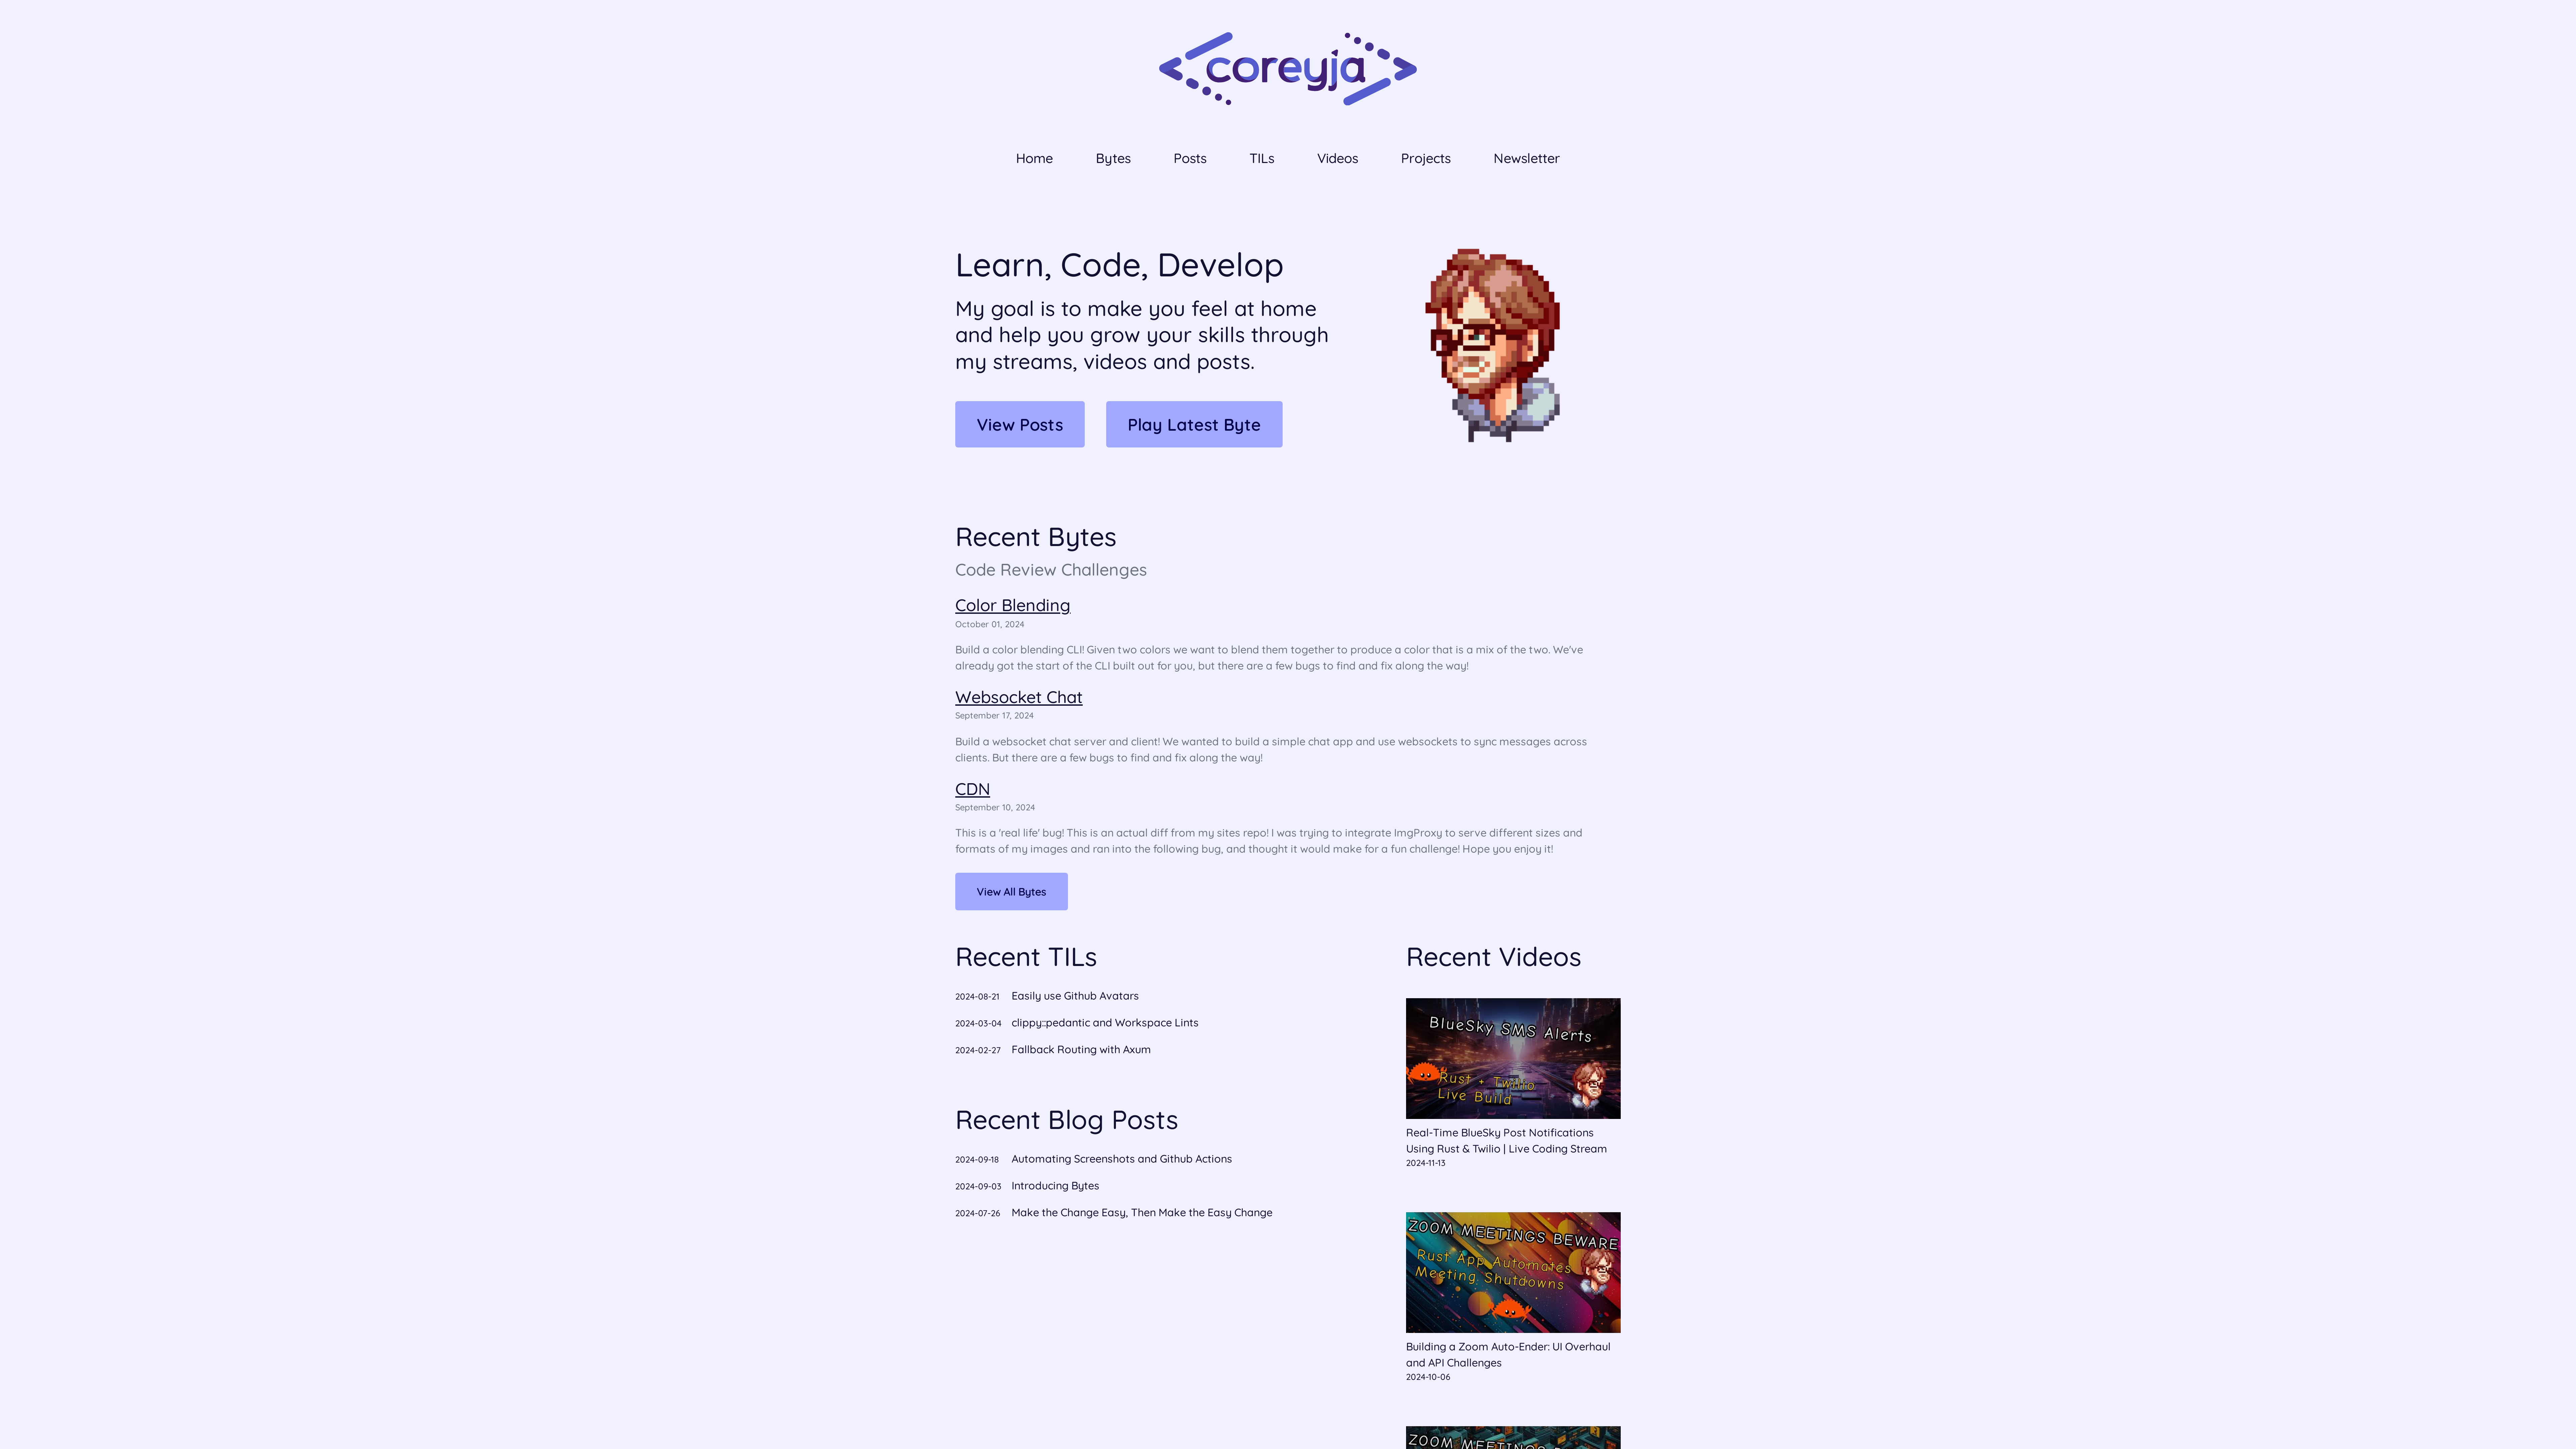 coreyja
Home Bytes Posts TILs Videos Projects Newsletter
Learn, Code, Develop
My goal is to make you feel at home
and help you grow your skills through
my streams, videos and posts.
View Posts Play Latest Byte
Recent Bytes
Code Review Challenges
Color Blending
October 01, 2024
Build a color blending CLI! Given two colors we want to blend them together to produce a color that is a mix of the two. We've
already got the start of the CLI built out for you, but there are a few bugs to find and fix along the way!
Websocket Chat
September 17, 2024
Build a websocket chat server and client! We wanted to build a simple chat app and use websockets to sync messages across
clients. But there are a few bugs to find and fix along the way!
CDN
September 10, 2024
This is a 'real life' bug! This is an actual diff from my sites repo! I was trying to integrate ImgProxy to serve different sizes and
formats of my images and ran into the following bug, and thought it would make for a fun challenge! Hope you enjoy it!
View All Bytes
Recent TILs
2024-08-21 Easily use Github Avatars
2024-03-04 clippy::pedantic and Workspace Lints
2024-02-27 Fallback Routing with Axum
Recent Blog Posts
2024-09-18 Automating Screenshots and Github Actions
2024-09-03 Introducing Bytes
2024-07-26 Make the Change Easy, Then Make the Easy Change
Recent Videos
BlueSky SMS Alerts
Rust + Twilio
Live Build
Real-Time BlueSky Post Notifications
Using Rust & Twilio | Live Coding Stream
2024-11-13
ZOOM MEETINGS BEWARE
Rust App Automates
Meeting Shutdowns
Building a Zoom Auto-Ender: UI Overhaul
and API Challenges
2024-10-06
ZOOM MEETINGS